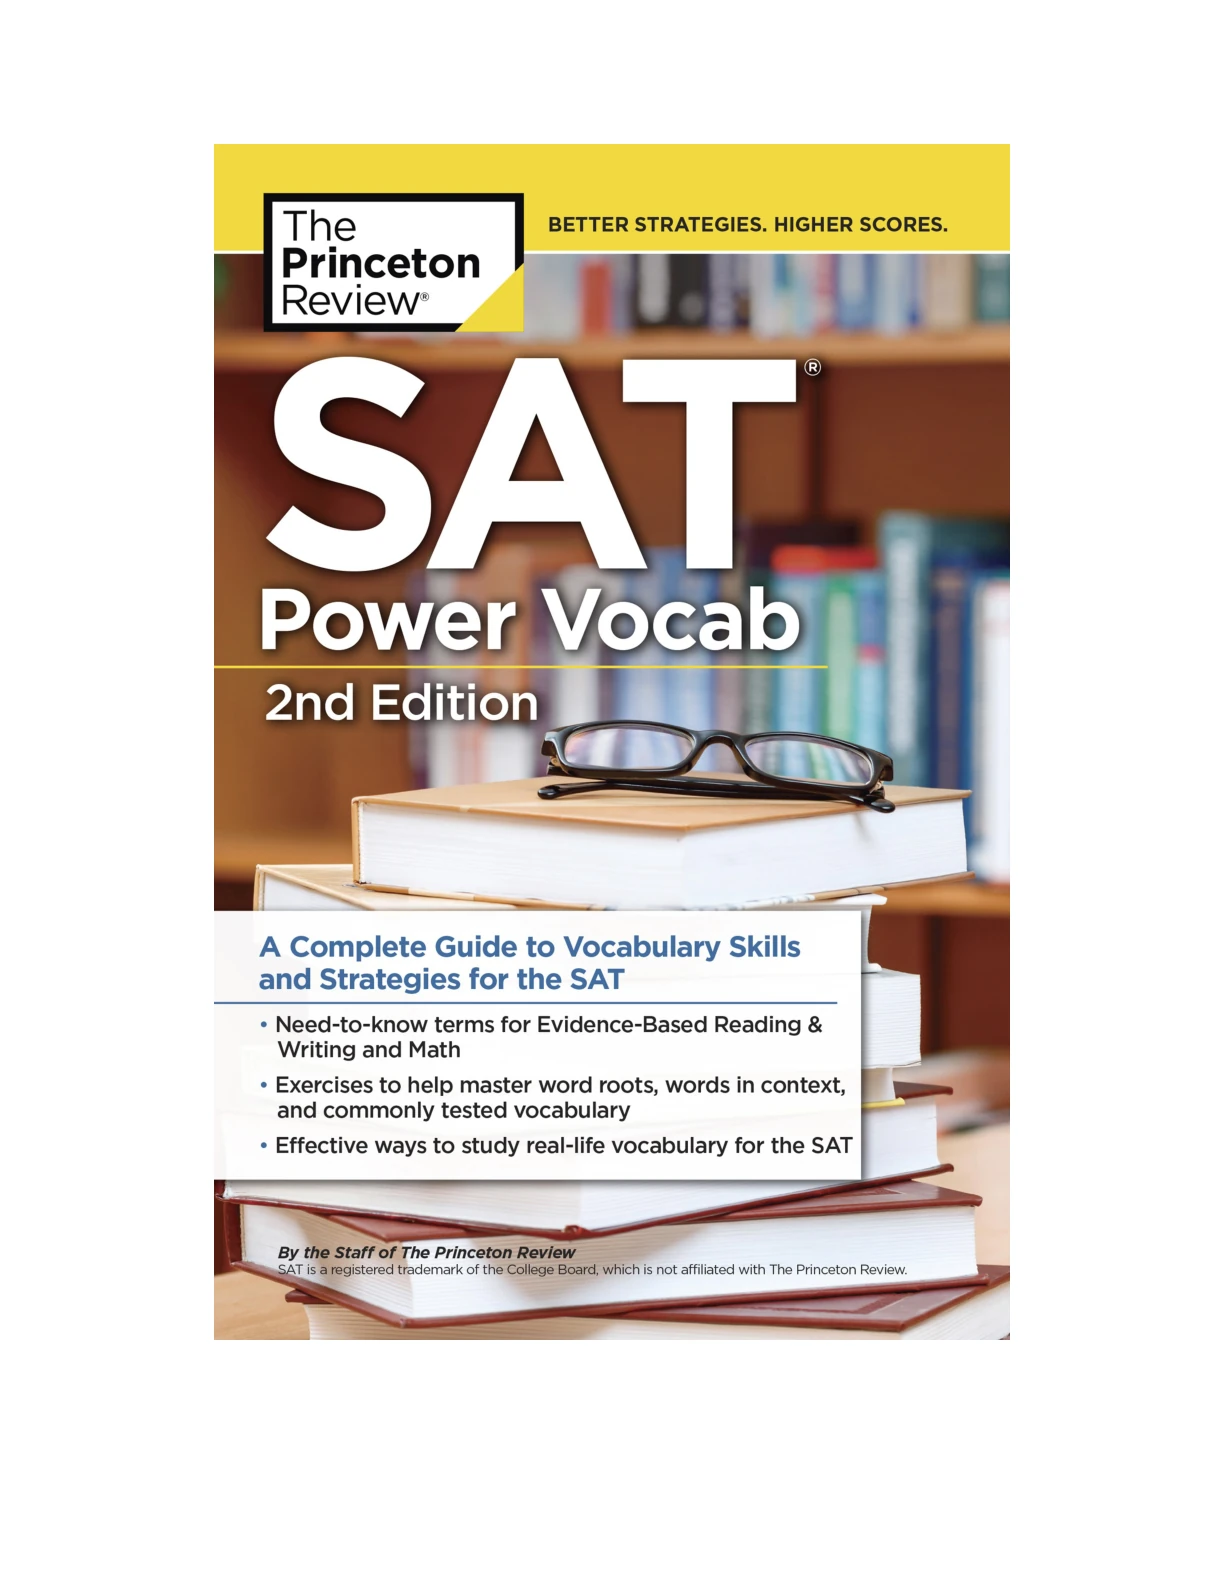 The
Princeton
Review®
BETTER STRATEGIES. HIGHER SCORES.
SAT®
Power Vocab
2nd Edition
A Complete Guide to Vocabulary Skills
and Strategies for the SAT
• Need-to-know terms for Evidence-Based Reading &
Writing and Math
• Exercises to help master word roots, words in context,
and commonly tested vocabulary
• Effective ways to study real-life vocabulary for the SAT
By the Staff of The Princeton Review
SAT is a registered trademark of the College Board, which is not affiliated with The Princeton Review.